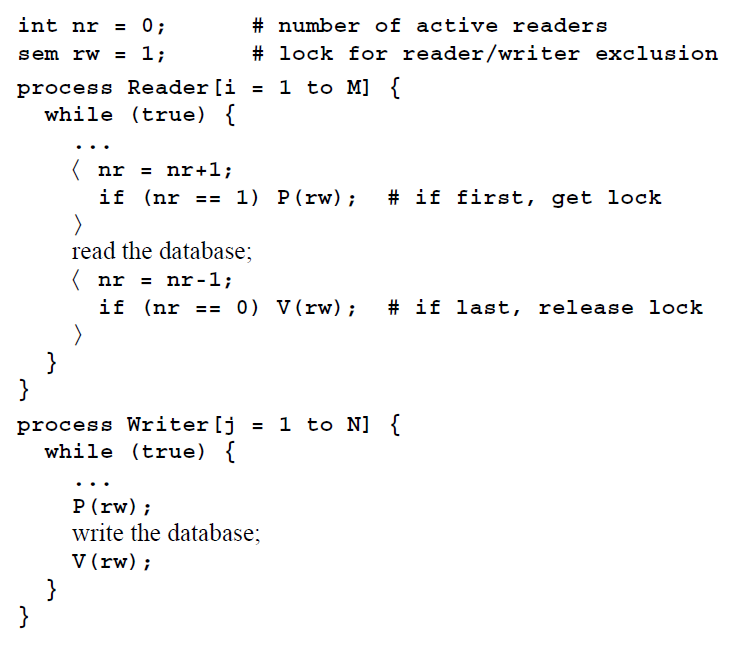 int nr = 0;       # number of active readers
sem rw = 1;       # lock for reader/writer exclusion
process Reader[i = 1 to M] {
  while (true) {
    ...
    〈 nr = nr+1;
      if (nr == 1) P(rw);  # if first, get lock
    〉
    read the database;
    〈 nr = nr-1;
      if (nr == 0) V(rw);  # if last, release lock
    〉
  }
}
process Writer[j = 1 to N] {
  while (true) {
    ...
    P(rw);
    write the database;
    V(rw);
  }
}